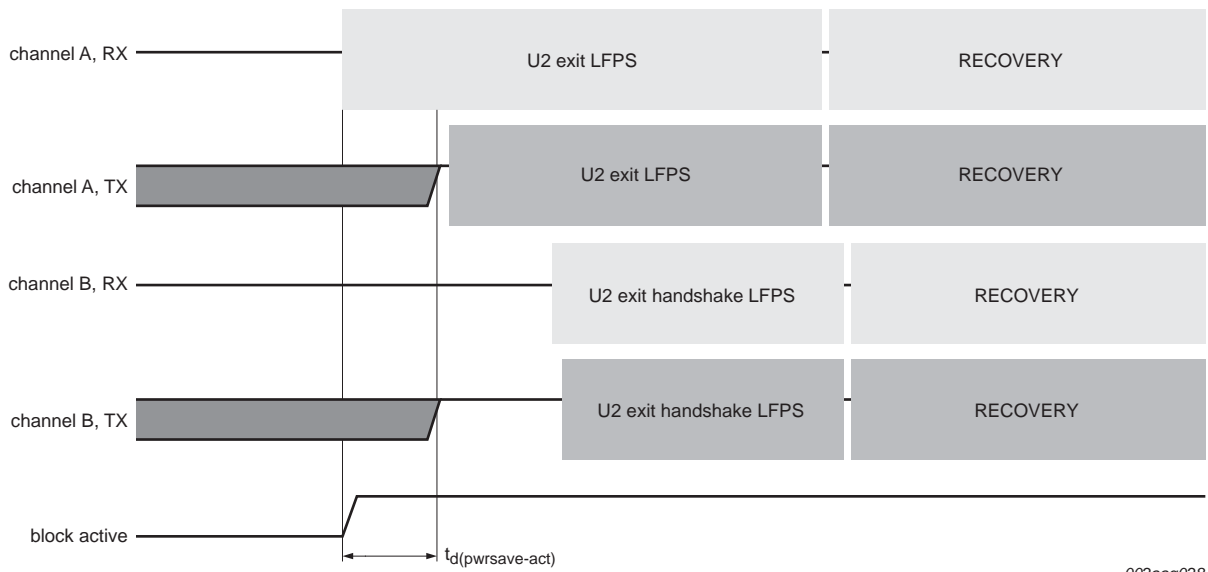 channel A, RX
U2 exit LFPS
RECOVERY
channel A, TX
U2 exit LFPS
RECOVERY
channel B, RX
U2 exit handshake LFPS
RECOVERY
channel B, TX
U2 exit handshake LFPS
RECOVERY
block active
td(pwrsave-act)